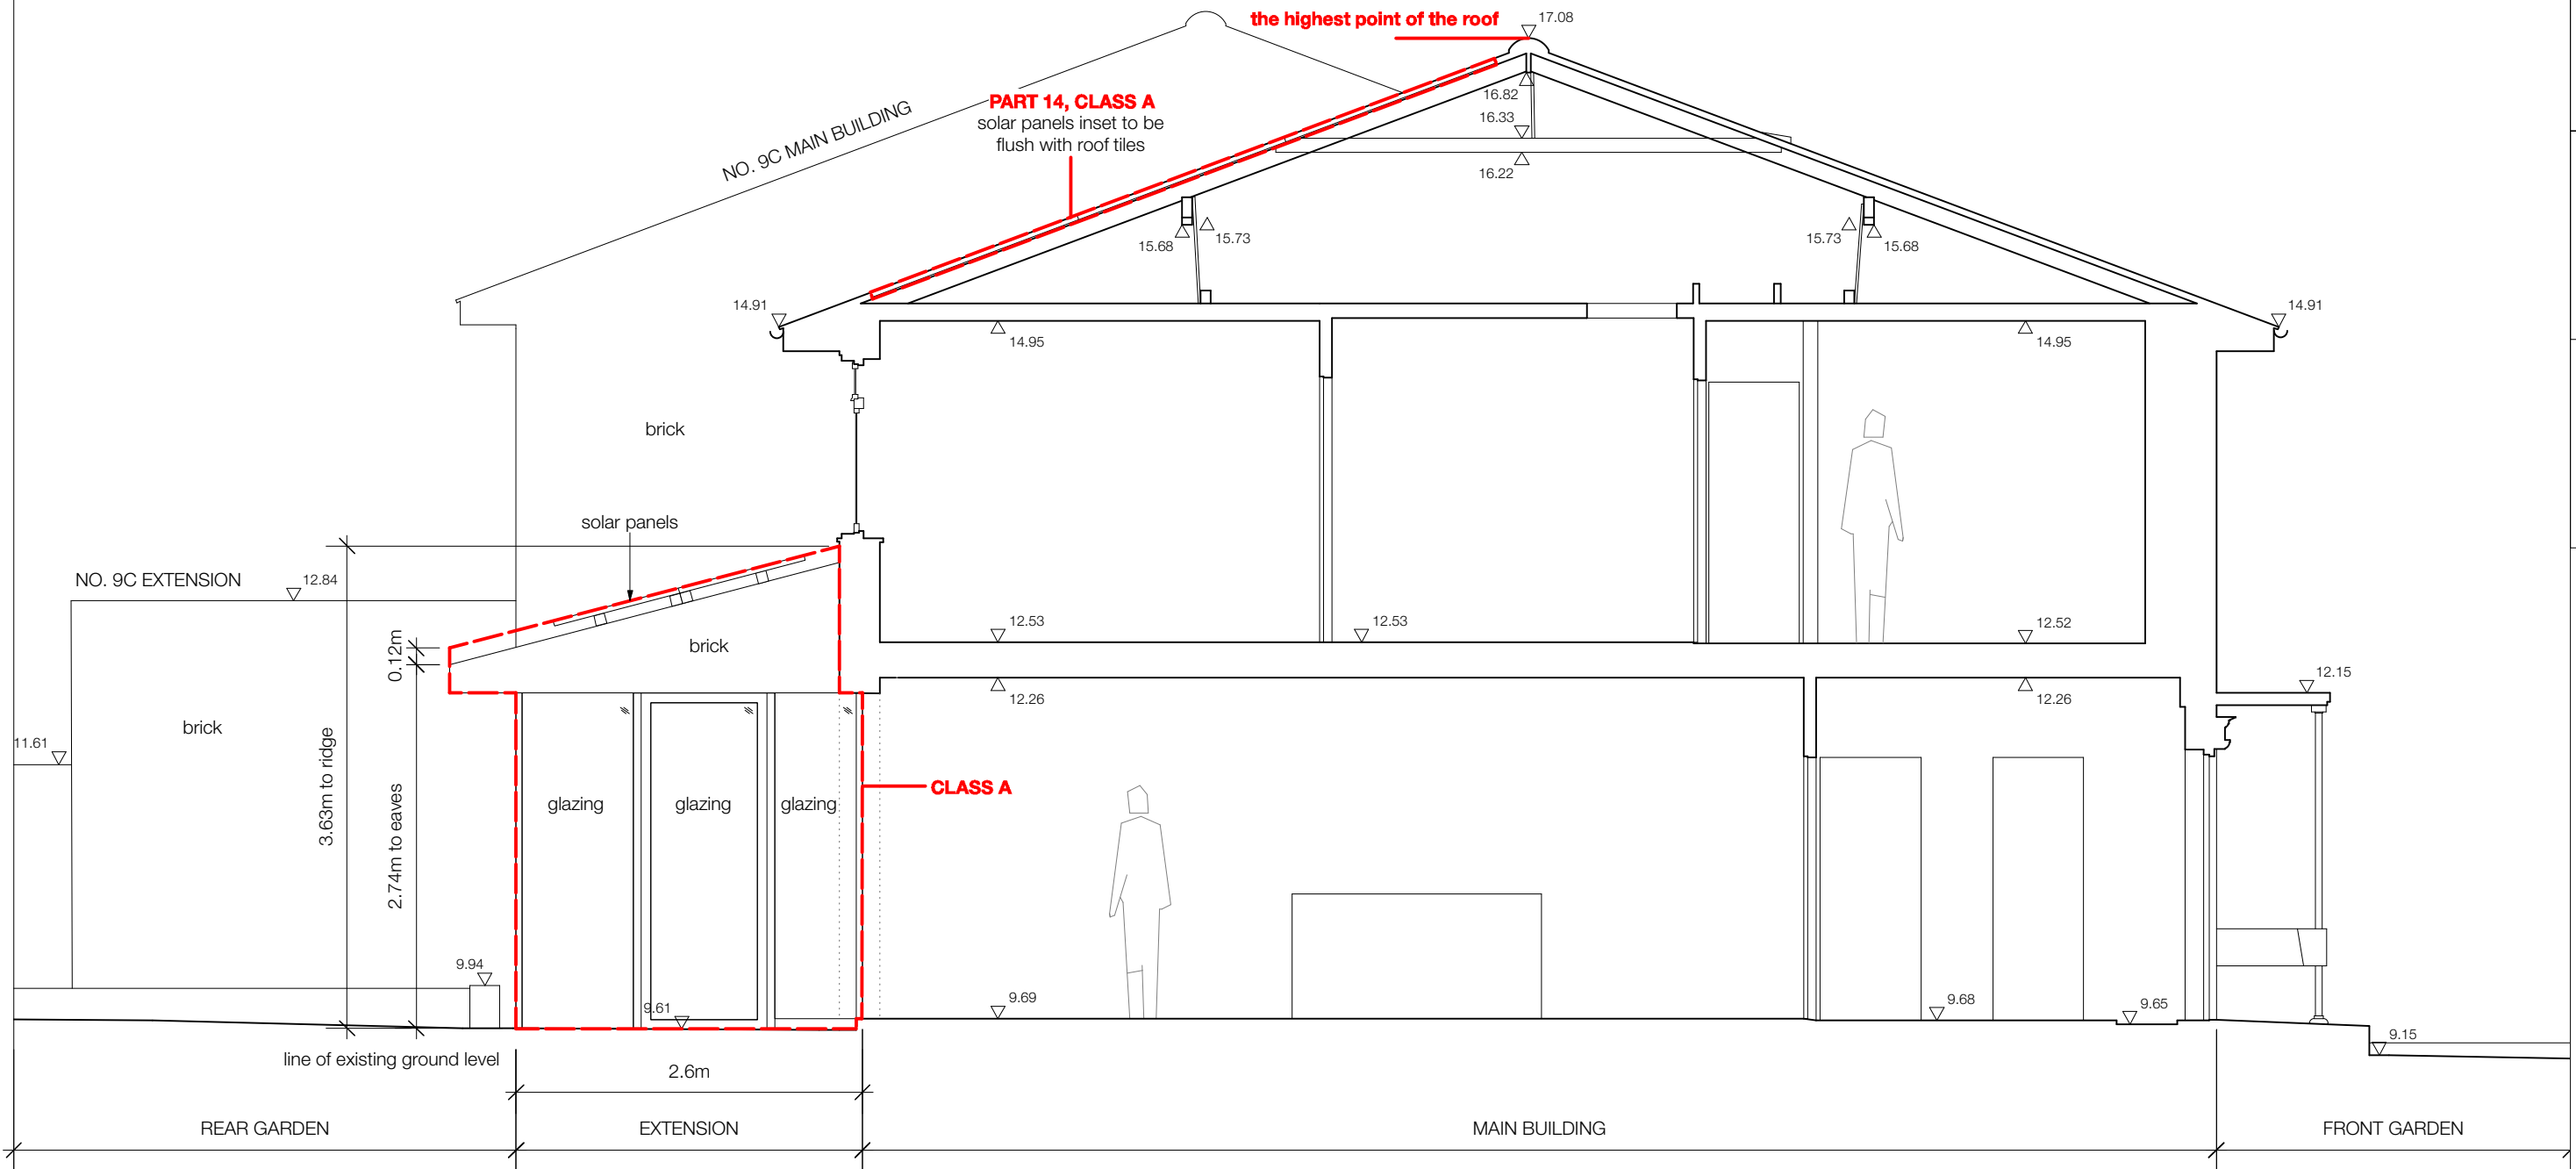 the highest point of the roof
17.08
PART 14, CLASS A
solar panels inset to be
flush with roof tiles
NO. 9C MAIN BUILDING
16.82
16.33
16.22
15.68
15.73
15.73
15.68
14.91
14.91
14.95
14.95
brick
solar panels
NO. 9C EXTENSION
12.84
12.53
12.53
12.52
0.12m
brick
12.15
12.26
12.26
brick
11.61
3.63m to ridge
2.74m to eaves
glazing
glazing
glazing
CLASS A
9.94
9.61
9.69
9.68
9.65
9.15
line of existing ground level
2.6m
REAR GARDEN
EXTENSION
MAIN BUILDING
FRONT GARDEN